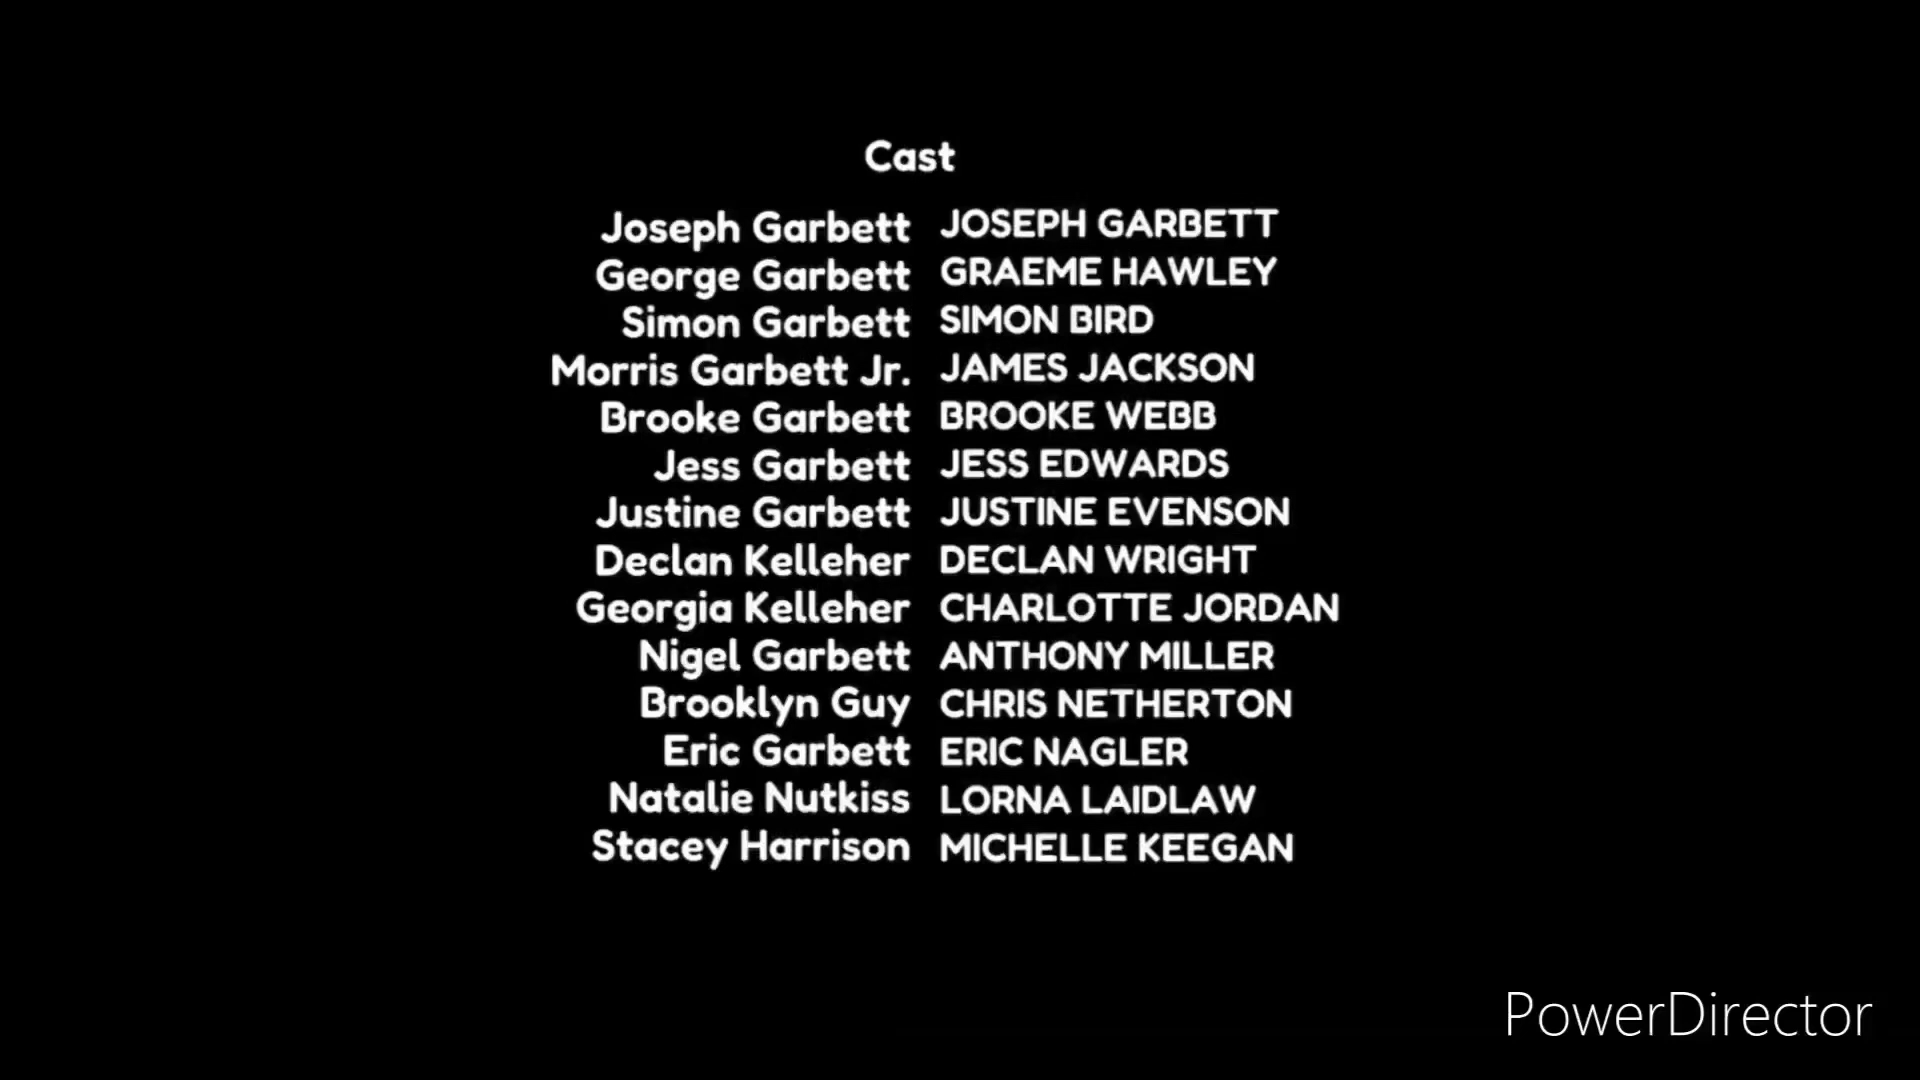 Cast
Joseph Garbett JOSEPH GARBETT
George Garbett GRAEME HAWLEY
Simon Garbett SIMON BIRD
Morris Garbett Jr. JAMES JACKSON
Brooke Garbett BROOKE WEBB
Jess Garbett JESS EDWARDS
Justine Garbett JUSTINE EVENSON
Declan Kelleher DECLAN WRIGHT
Georgia Kelleher CHARLOTTE JORDAN
Nigel Garbett ANTHONY MILLER
Brooklyn Guy CHRIS NETHERTON
Eric Garbett ERIC NAGLER
Natalie Nutkiss LORNA LAIDLAW
Stacey Harrison MICHELLE KEEGAN
PowerDirector